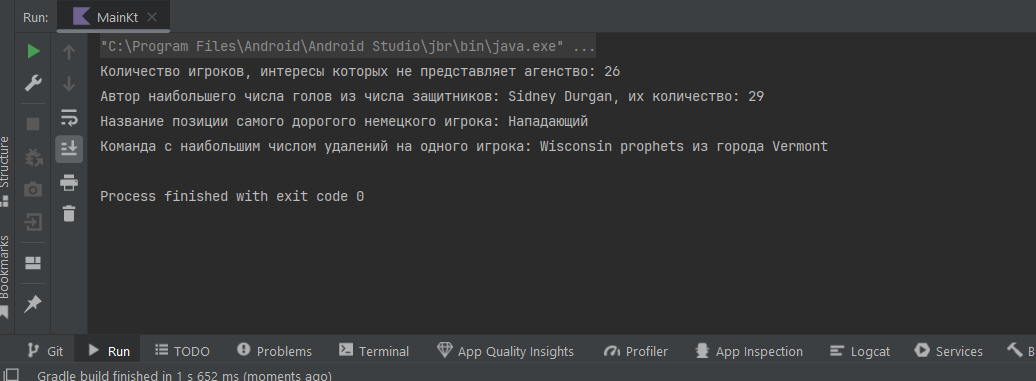 Run: MainKt
"C:\Program Files\Android\Android Studio\jbr\bin\java.exe" ...
Количество игроков, интересы которых не представляет агенство: 26
Автор наибольшего числа голов из числа защитников: Sidney Durgan, их количество: 29
Название позиции самого дорогого немецкого игрока: Нападающий
Команда с наибольшим числом удалений на одного игрока: Wisconsin prophets из города Vermont
Process finished with exit code 0
Structure
Bookmarks
Git Run TODO Problems Terminal App Quality Insights Profiler App Inspection Logcat Services B
Gradle build finished in 1 s 652 ms (moments ago)